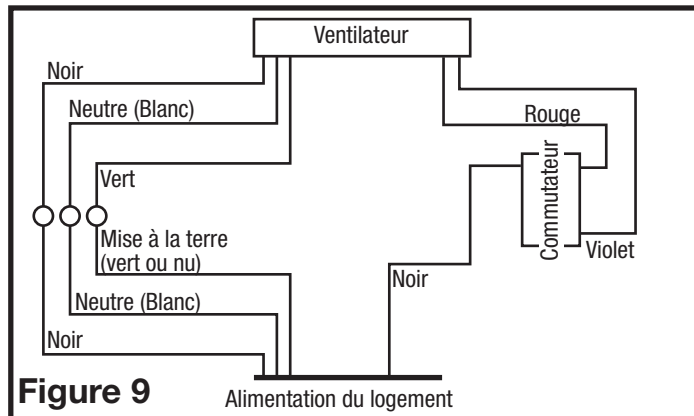 Ventilateur
Noir
Neutre (Blanc)
Rouge
Commutateur
Vert
Mise à la terre
(vert ou nu)
Violet
Noir
Neutre (Blanc)
Noir
Figure 9
Alimentation du logement